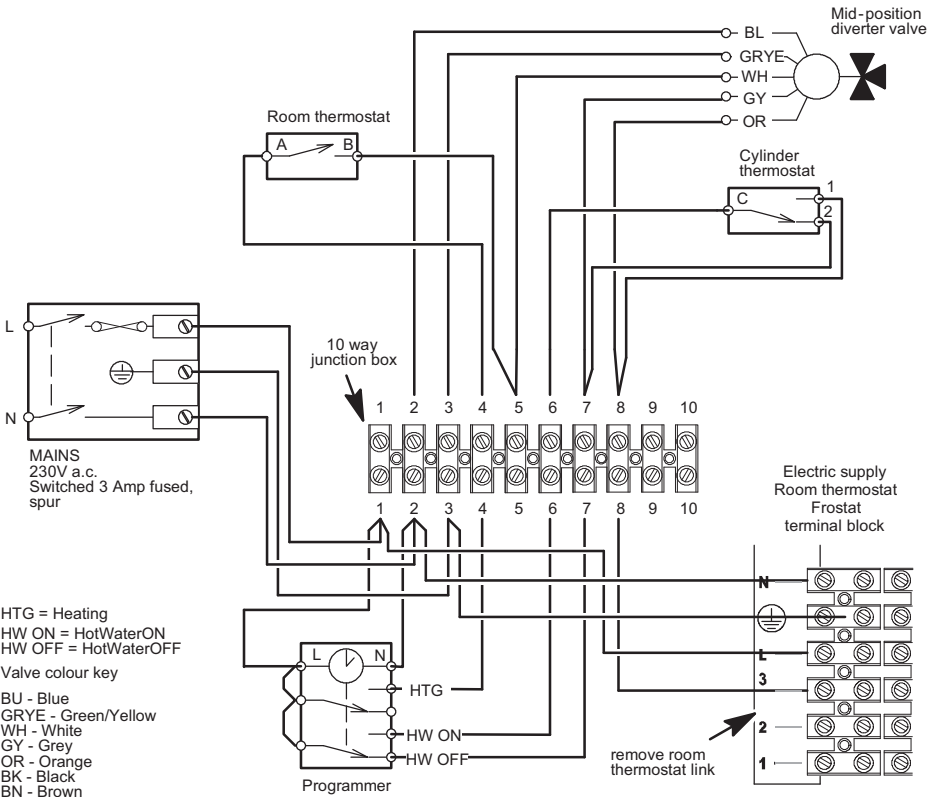 Mid-position
diverter valve
BL
GRYE
WH
GY
OR
Room thermostat
A B
Cylinder
thermostat
C
1
2
L
N
MAINS
230V a.c.
Switched 3 Amp fused,
spur
10 way
junction box
1 2 3 4 5 6 7 8 9 10
1 2 3 4 5 6 7 8 9 10
Electric supply
Room thermostat
Frostat
terminal block
N
L
3
2
1
remove room
thermostat link
HTG = Heating
HW ON = HotWaterON
HW OFF = HotWaterOFF
Valve colour key
BU - Blue
GRYE - Green/Yellow
WH - White
GY - Grey
OR - Orange
BK - Black
BN - Brown
L N
HTG
HW ON
HW OFF
Programmer